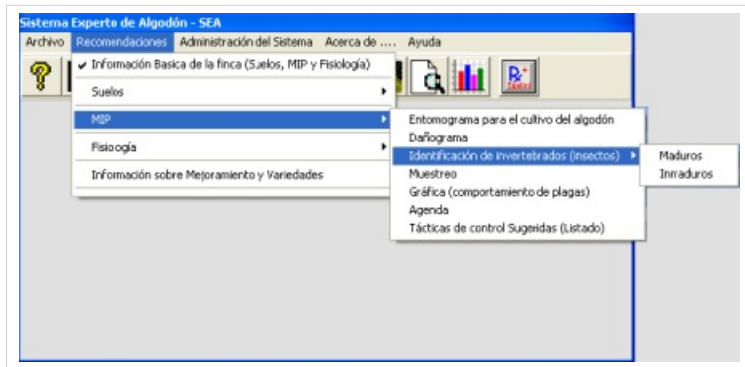 Sistema Experto de Algodón - SEA
Archivo Recomendaciones Administración del Sistema Acerca de .... Ayuda
Información Basica de la finca (Suelos, MIP y Fisiología)
Suelos
MIP
Fisiología
Información sobre Mejoramiento y Variedades
Entomograma para el cultivo del algodón
Dañograma
Identificación de invertebrados (insectos)
Muestreo
Gráfica (comportamiento de plagas)
Agenda
Tácticas de control Sugeridas (Listado)
Maduros
Inmaduros